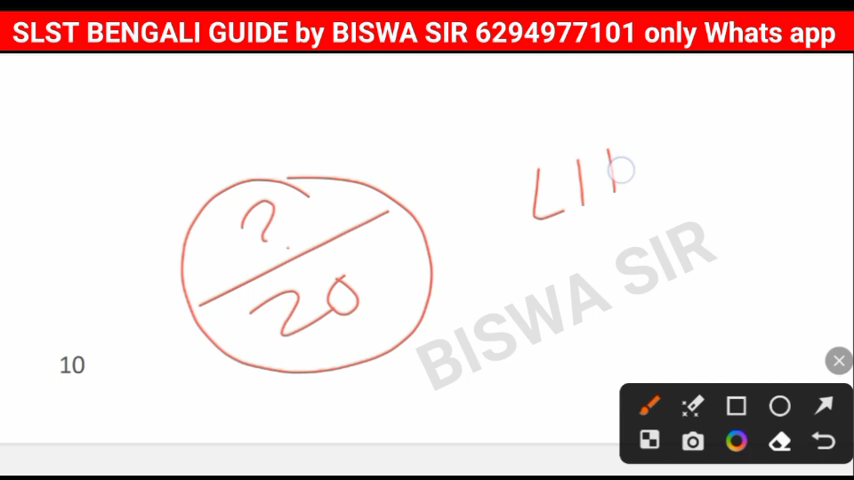 SLST BENGALI GUIDE by BISWA SIR 6294977101 only Whats app
?
20
BISWA SIR
10